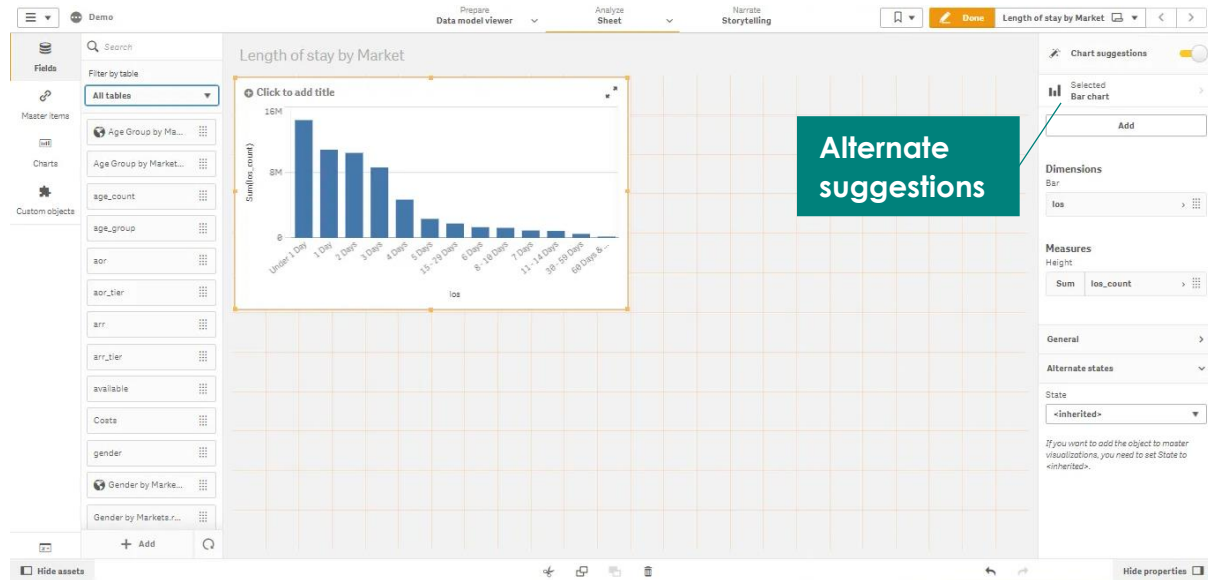 Demo
Prepare
Data model viewer
Analyze
Sheet
Narrate
Storytelling
Done
Length of stay by Market
Fields
Master items
Charts
Custom objects
Search
Filter by table
All tables
Age Group by Ma...
Age Group by Market...
age_count
age_group
aor
aor_tier
arr
arr_tier
available
Costs
gender
Gender by Marke...
Gender by Markets.r...
Add
Length of stay by Market
Click to add title
16M
8M
0
Sum(los_count)
Under 1 Day
1 Day
2 Days
3 Days
4 Days
5 Days
15-29 Days
6 Days
8-10 Days
7 Days
11-14 Days
30-59 Days
60 Days & ...
los
Alternate
suggestions
Chart suggestions
Selected
Bar chart
Add
Dimensions
Bar
los
Measures
Height
Sum los_count
General
Alternate states
State
<inherited>
If you want to add the object to master
visualizations, you need to set State to
<inherited>.
Hide assets
Hide properties